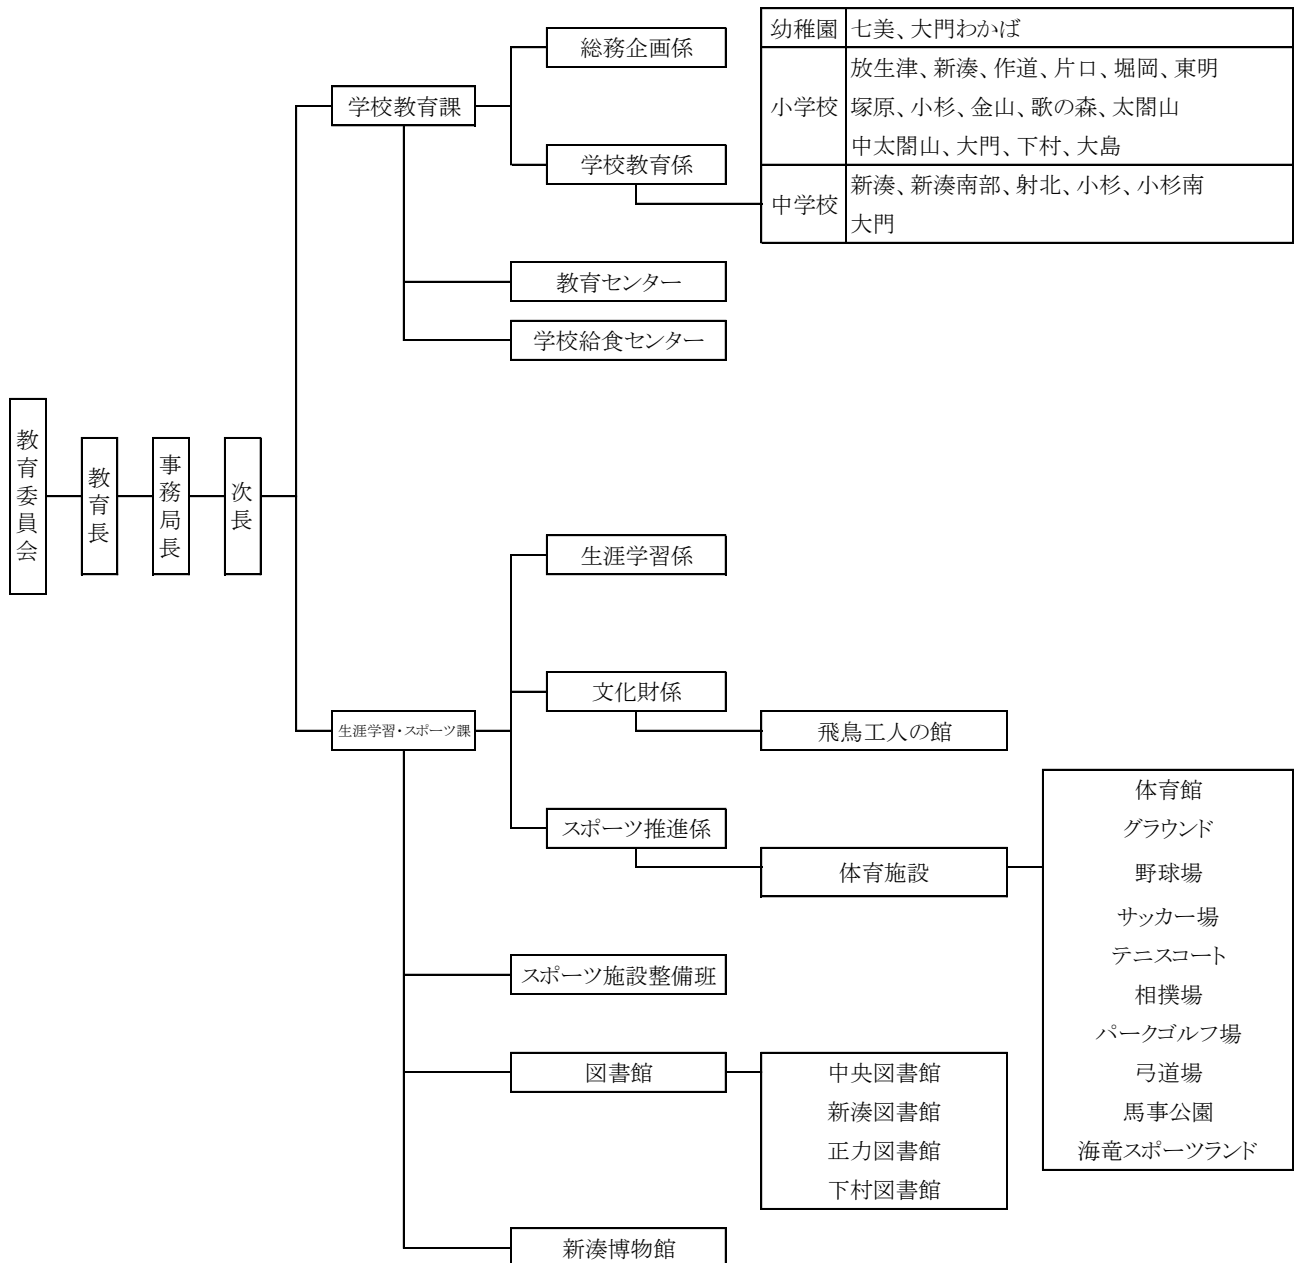 教育委員会
教育長
事務局長
次長
学校教育課
総務企画係
学校教育係
幼稚園 七美、大門わかば
小学校 放生津、新湊、作道、片口、堀岡、東明
塚原、小杉、金山、歌の森、太閤山
中太閤山、大門、下村、大島
中学校 新湊、新湊南部、射北、小杉、小杉南
大門
教育センター
学校給食センター
生涯学習・スポーツ課
生涯学習係
文化財係
飛鳥工人の館
スポーツ推進係
体育施設
体育館
グラウンド
野球場
サッカー場
テニスコート
相撲場
パークゴルフ場
弓道場
馬事公園
海竜スポーツランド
スポーツ施設整備班
図書館
中央図書館
新湊図書館
正力図書館
下村図書館
新湊博物館